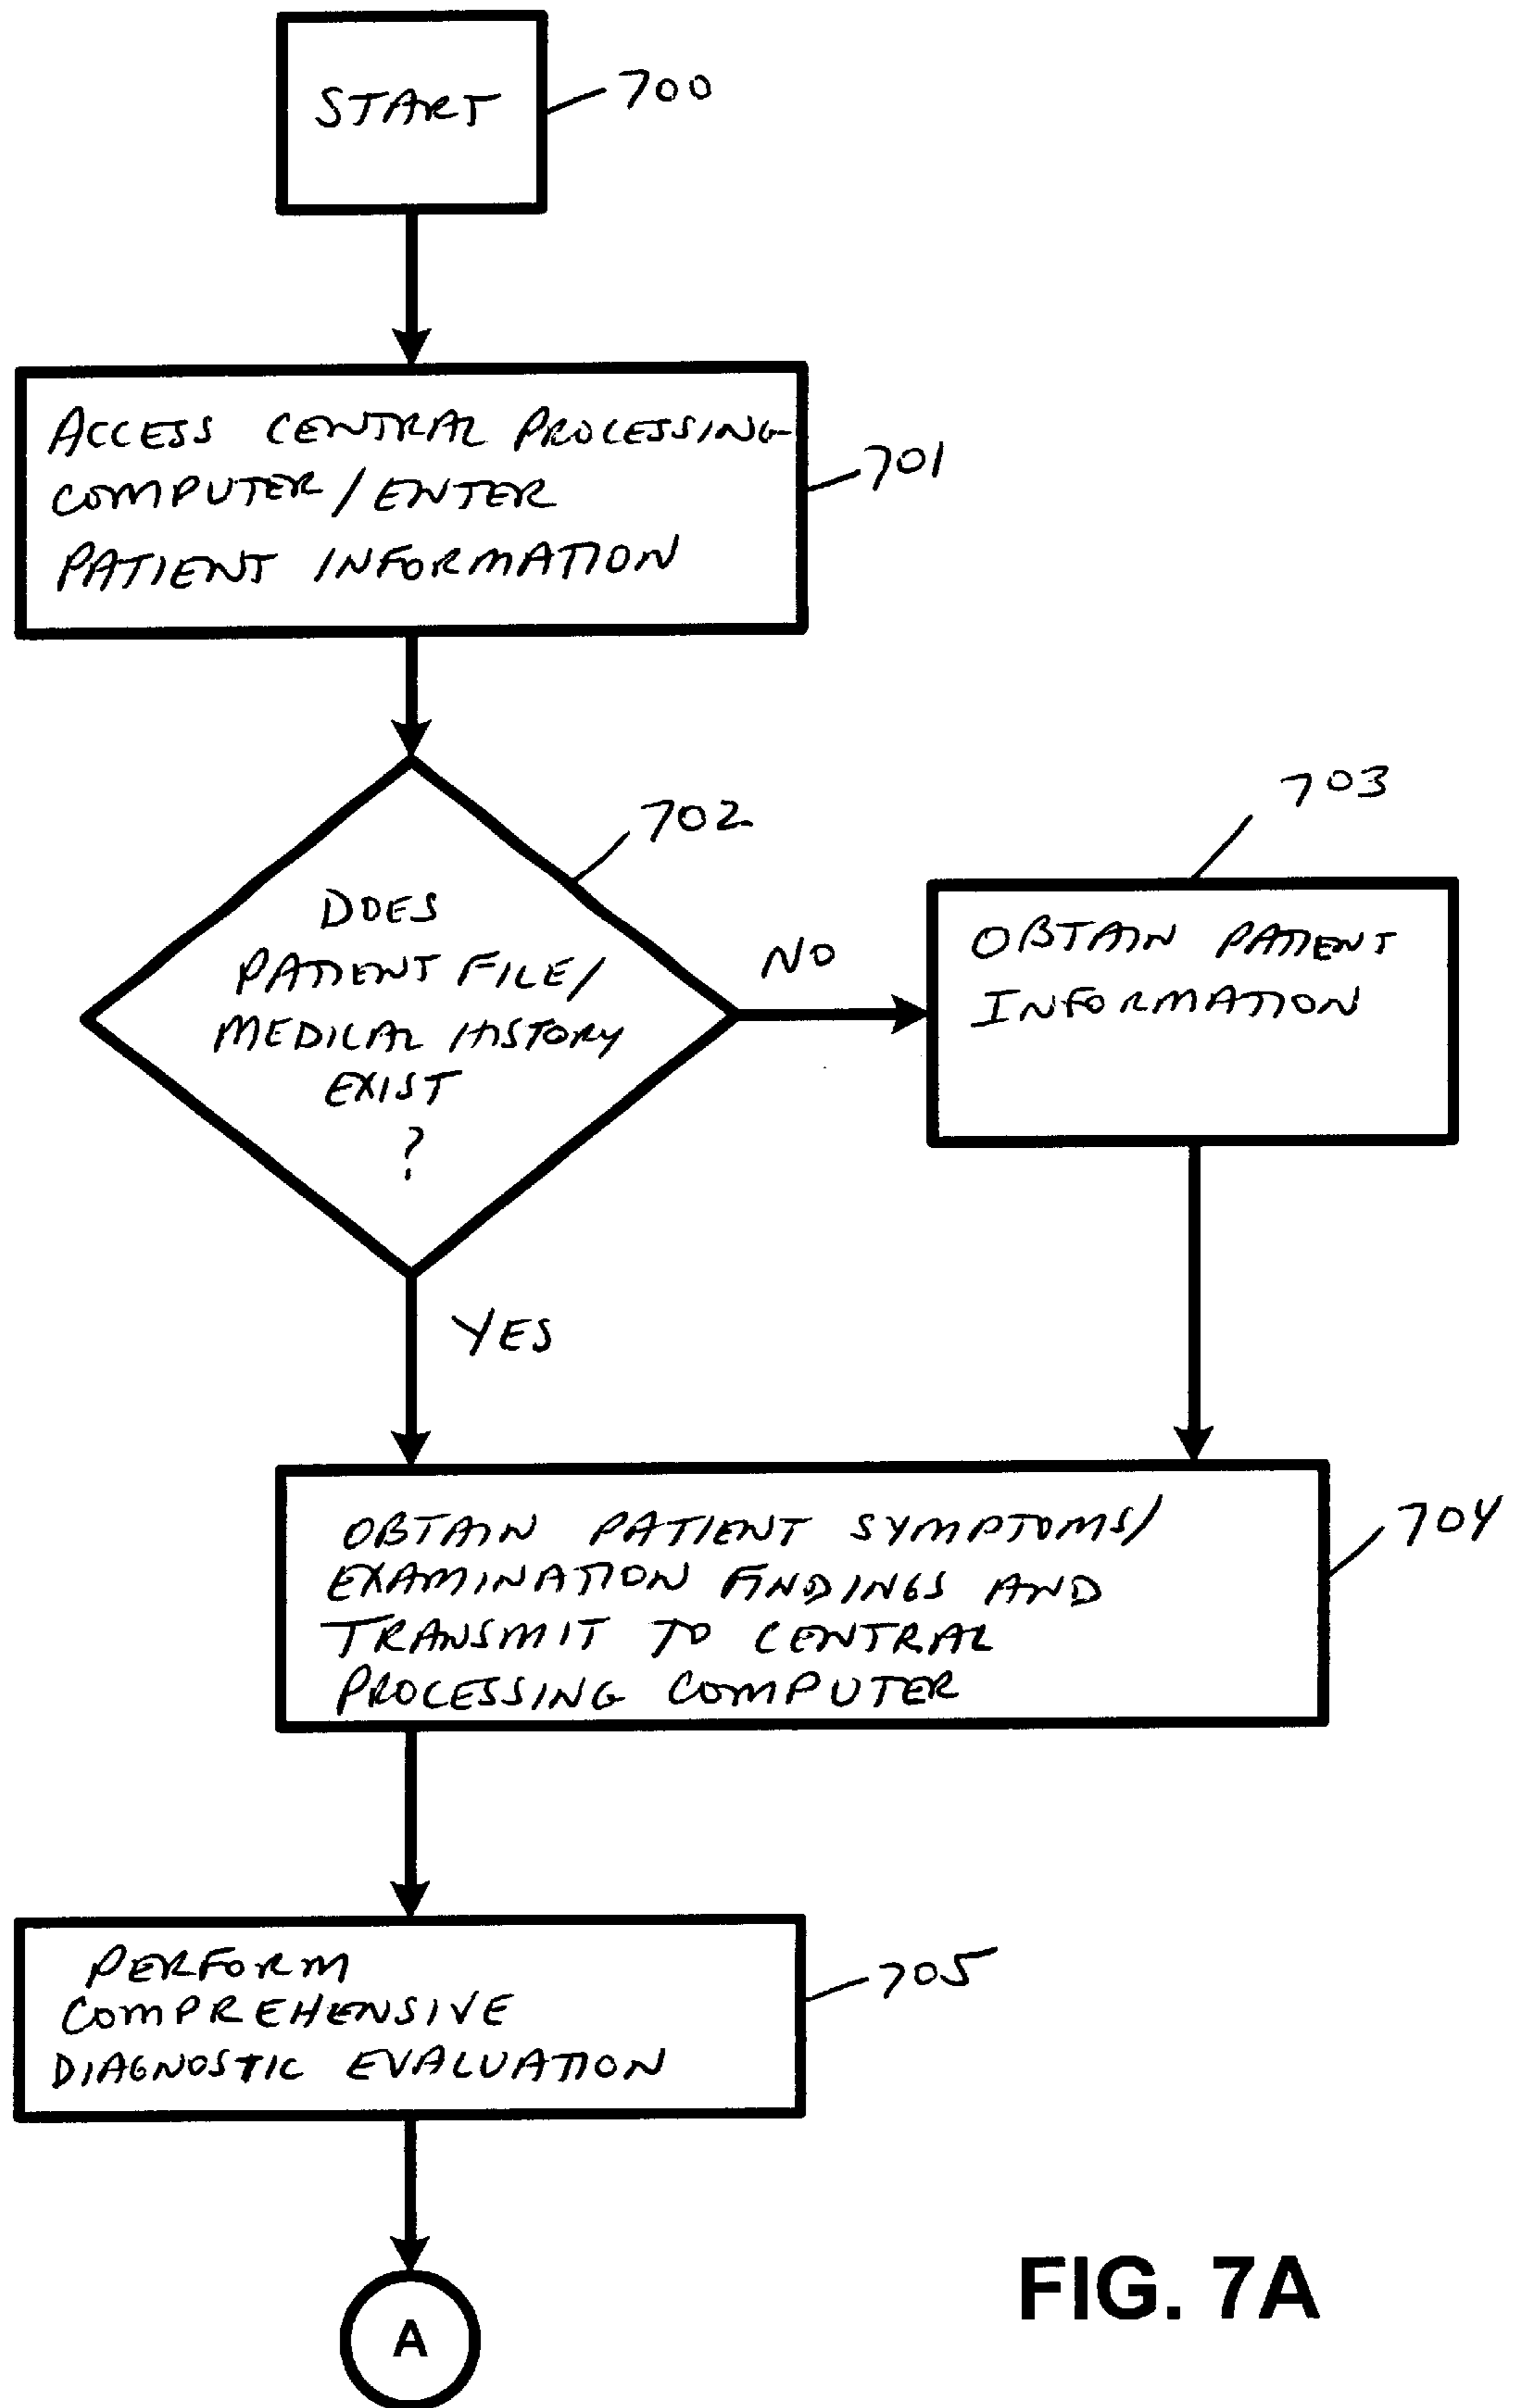 START
700
ACCESS CENTRAL PROCESSING
COMPUTER / ENTER
PATIENT INFORMATION
701
702
DOES
PATIENT FILE/
MEDICAL HISTORY
EXIST
?
NO
703
OBTAIN PATIENT
INFORMATION
YES
OBTAIN PATIENT SYMPTOMS/
EXAMINATION FINDINGS AND
TRANSMIT TO CENTRAL
PROCESSING COMPUTER
704
PERFORM
COMPREHENSIVE
DIAGNOSTIC EVALUATION
705
A
FIG. 7A